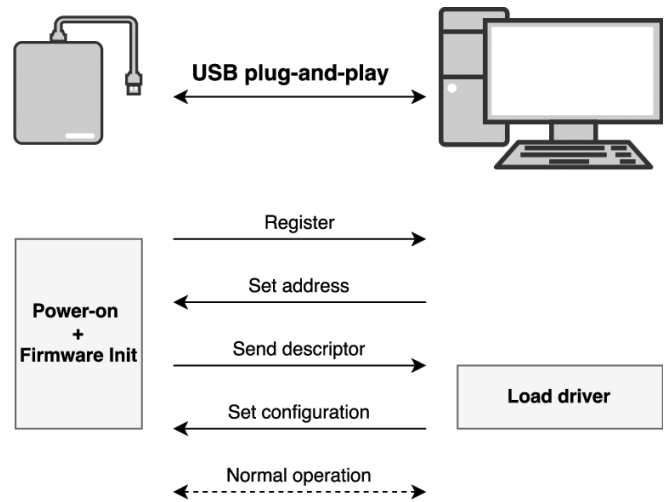 USB plug-and-play
Register
Set address
Power-on
+
Firmware Init
Send descriptor
Load driver
Set configuration
Normal operation